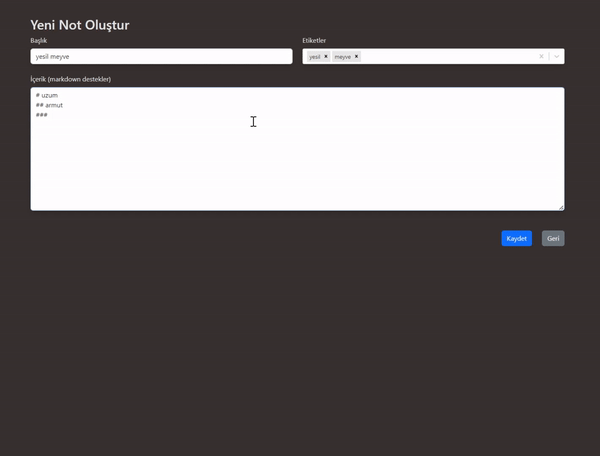 Yeni Not Oluştur
Başlık
Etiketler
yesil meyve
yesil × meyve ×
İçerik (markdown destekler)
# uzum
## armut
###
Kaydet
Geri